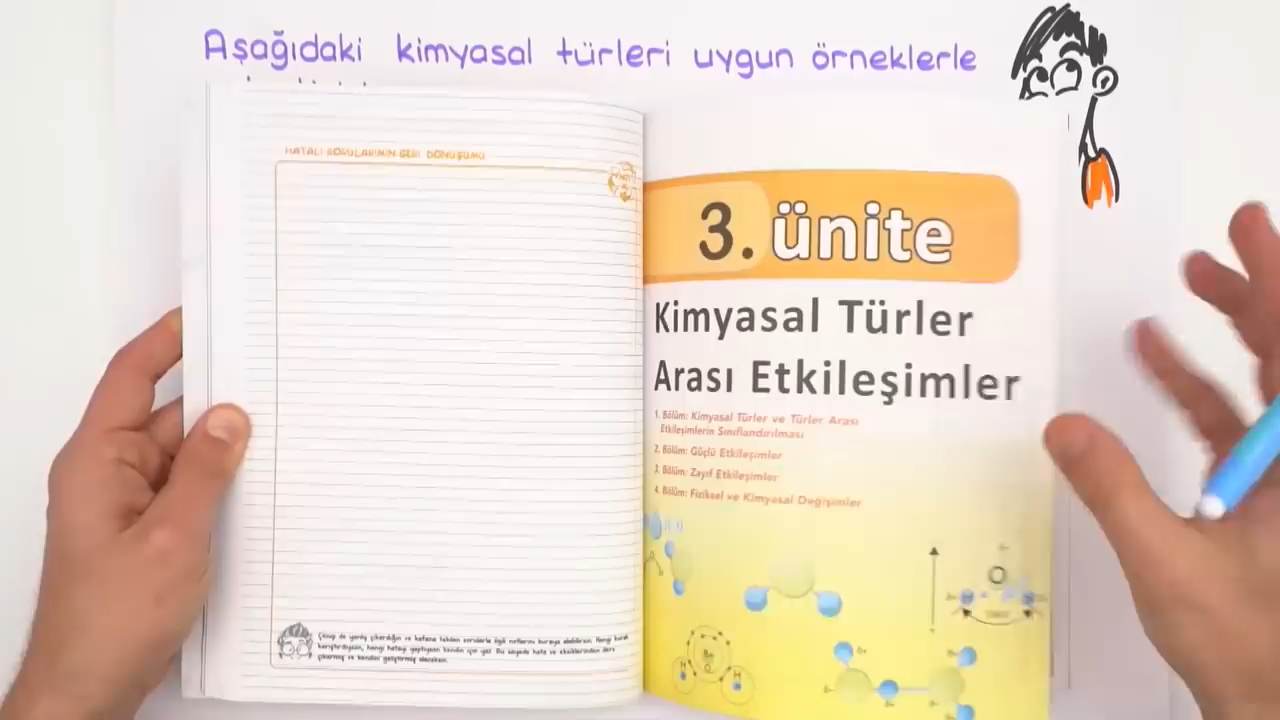 Aşağıdaki kimyasal türleri uygun örneklerle
HATALI SORULARIMIN GERİ DÖNÜŞÜMÜ
3. ünite
Kimyasal Türler
Arası Etkileşimler
1. Bölüm: Kimyasal Türler ve Türler Arası
Etkileşimlerin Sınıflandırılması
2. Bölüm: Güçlü Etkileşimler
3. Bölüm: Zayıf Etkileşimler
4. Bölüm: Fiziksel ve Kimyasal Değişimler
O
H
H